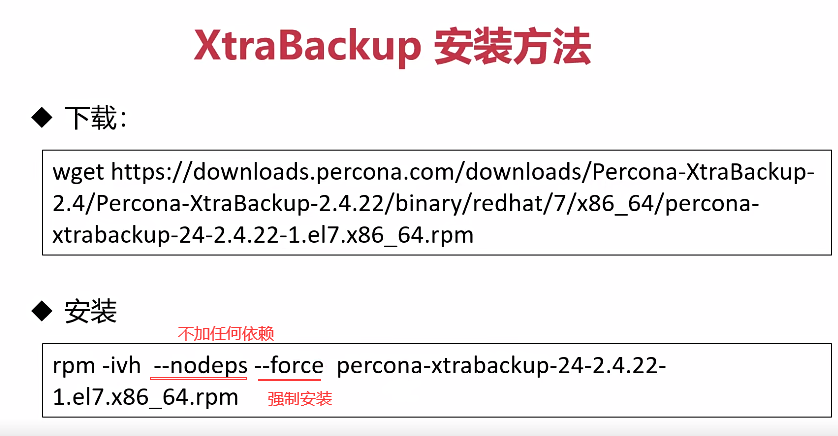 XtraBackup 安装方法
◆ 下载:
wget https://downloads.percona.com/downloads/Percona-XtraBackup-
2.4/Percona-XtraBackup-2.4.22/binary/redhat/7/x86_64/percona-
xtrabackup-24-2.4.22-1.el7.x86_64.rpm
◆ 安装
不加任何依赖
rpm -ivh --nodeps --force percona-xtrabackup-24-2.4.22-
1.el7.x86_64.rpm
强制安装